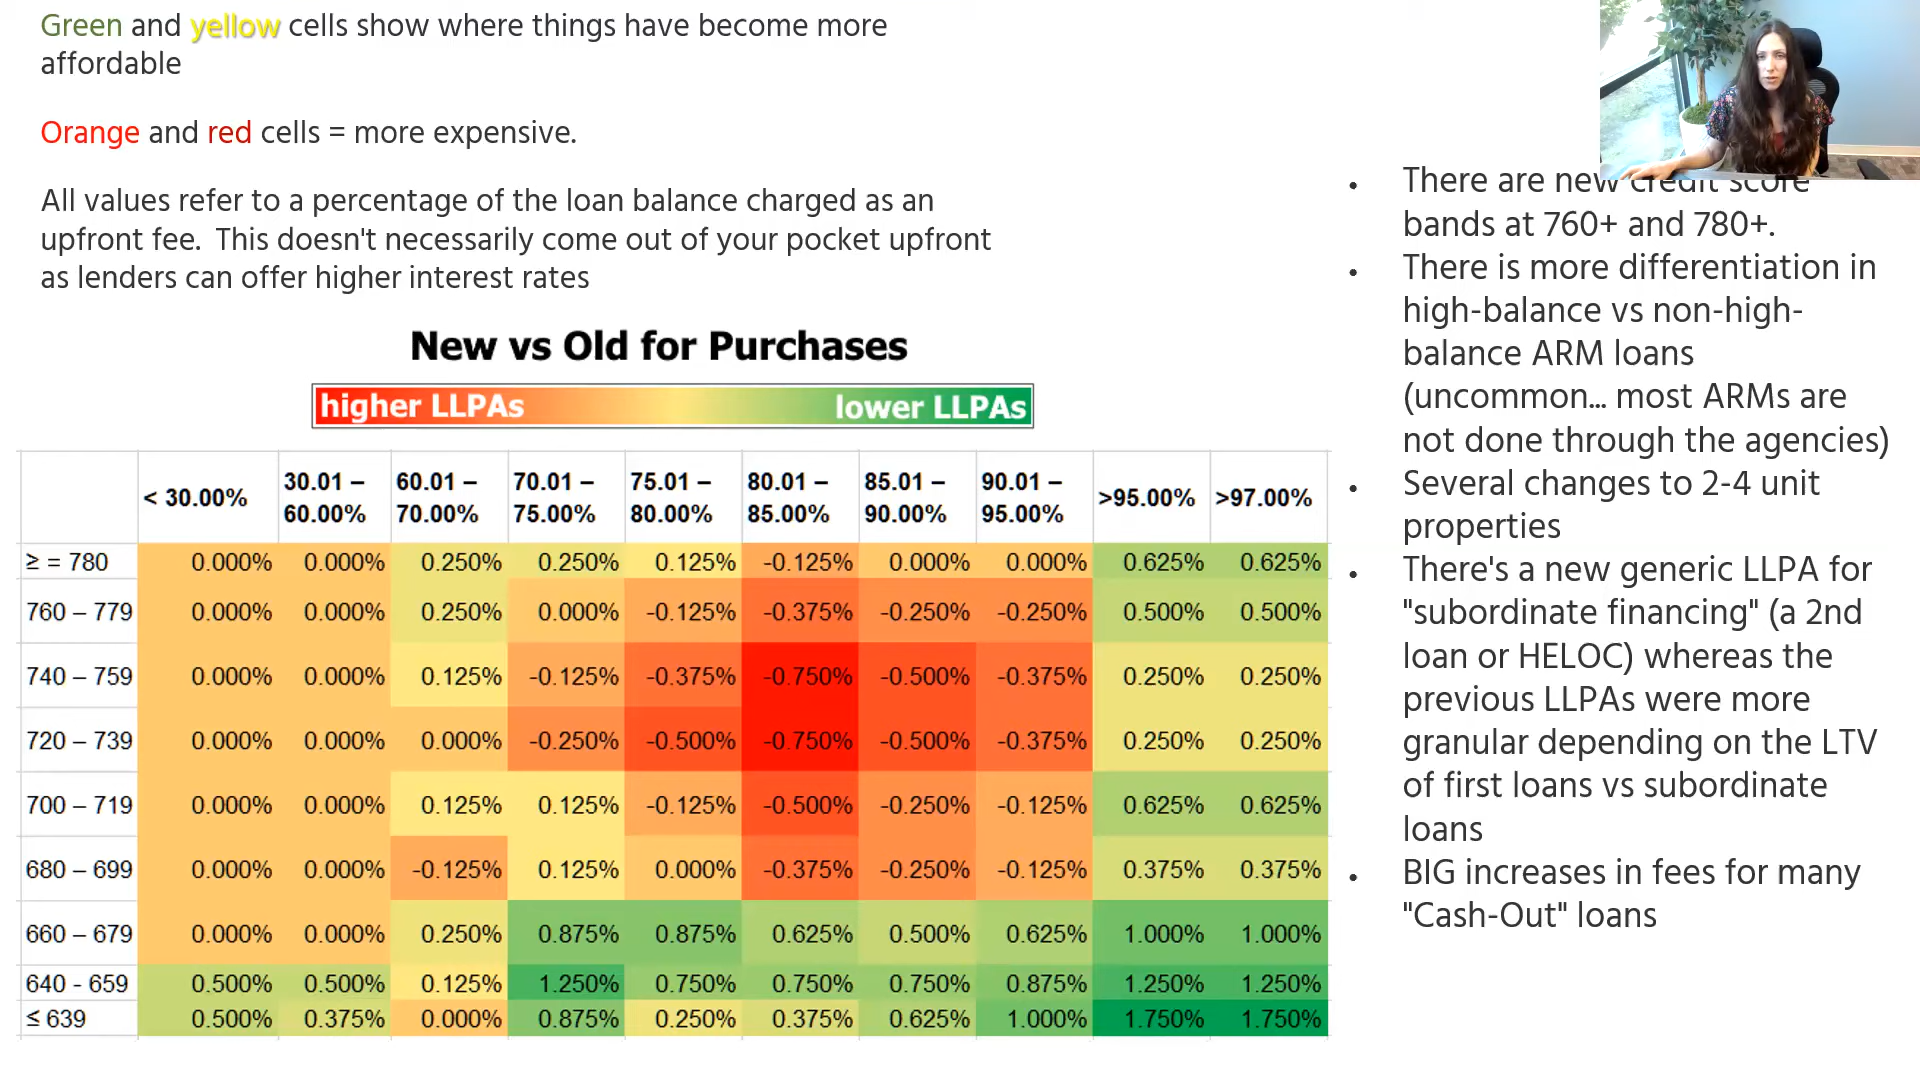 Green and yellow cells show where things have become more
affordable
Orange and red cells = more expensive.
All values refer to a percentage of the loan balance charged as an
upfront fee.  This doesn't necessarily come out of your pocket upfront
as lenders can offer higher interest rates
New vs Old for Purchases
higher LLPAs lower LLPAs
< 30.00% 30.01 – 60.00% 60.01 – 70.00% 70.01 – 75.00% 75.01 – 80.00% 80.01 – 85.00% 85.01 – 90.00% 90.01 – 95.00% >95.00% >97.00%
≥ = 780 0.000% 0.000% 0.250% 0.250% 0.125% -0.125% 0.000% 0.000% 0.625% 0.625%
760 – 779 0.000% 0.000% 0.250% 0.000% -0.125% -0.375% -0.250% -0.250% 0.500% 0.500%
740 – 759 0.000% 0.000% 0.125% -0.125% -0.375% -0.750% -0.500% -0.375% 0.250% 0.250%
720 – 739 0.000% 0.000% 0.000% -0.250% -0.500% -0.750% -0.500% -0.375% 0.250% 0.250%
700 – 719 0.000% 0.000% 0.125% 0.125% -0.125% -0.500% -0.250% -0.125% 0.625% 0.625%
680 – 699 0.000% 0.000% -0.125% 0.125% 0.000% -0.375% -0.250% -0.125% 0.375% 0.375%
660 – 679 0.000% 0.000% 0.250% 0.875% 0.875% 0.625% 0.500% 0.625% 1.000% 1.000%
640 - 659 0.500% 0.500% 0.125% 1.250% 0.750% 0.750% 0.750% 0.875% 1.250% 1.250%
≤ 639 0.500% 0.375% 0.000% 0.875% 0.250% 0.375% 0.625% 1.000% 1.750% 1.750%
• There are new credit score
bands at 760+ and 780+.
• There is more differentiation in
high-balance vs non-high-
balance ARM loans
(uncommon... most ARMs are
not done through the agencies)
• Several changes to 2-4 unit
properties
• There's a new generic LLPA for
"subordinate financing" (a 2nd
loan or HELOC) whereas the
previous LLPAs were more
granular depending on the LTV
of first loans vs subordinate
loans
• BIG increases in fees for many
"Cash-Out" loans